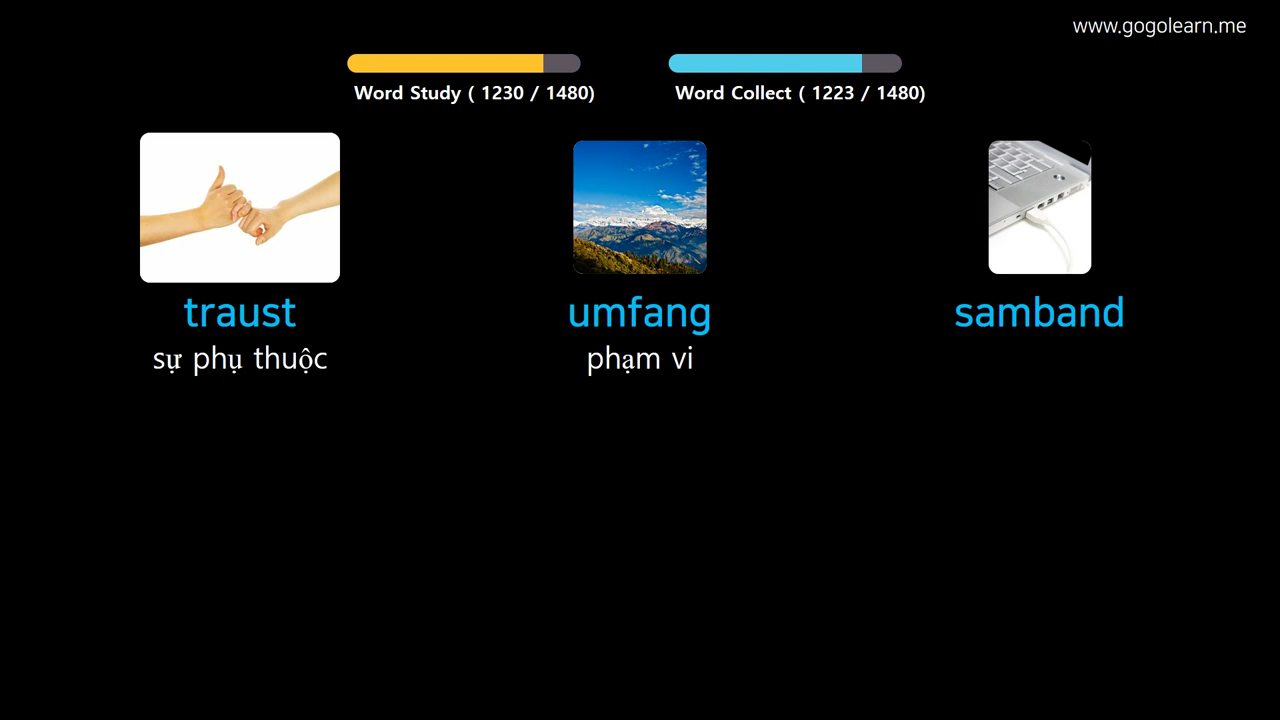 www.gogolearn.me
Word Study ( 1230 / 1480)
Word Collect ( 1223 / 1480)
traust
umfang
samband
sự phụ thuộc
phạm vi